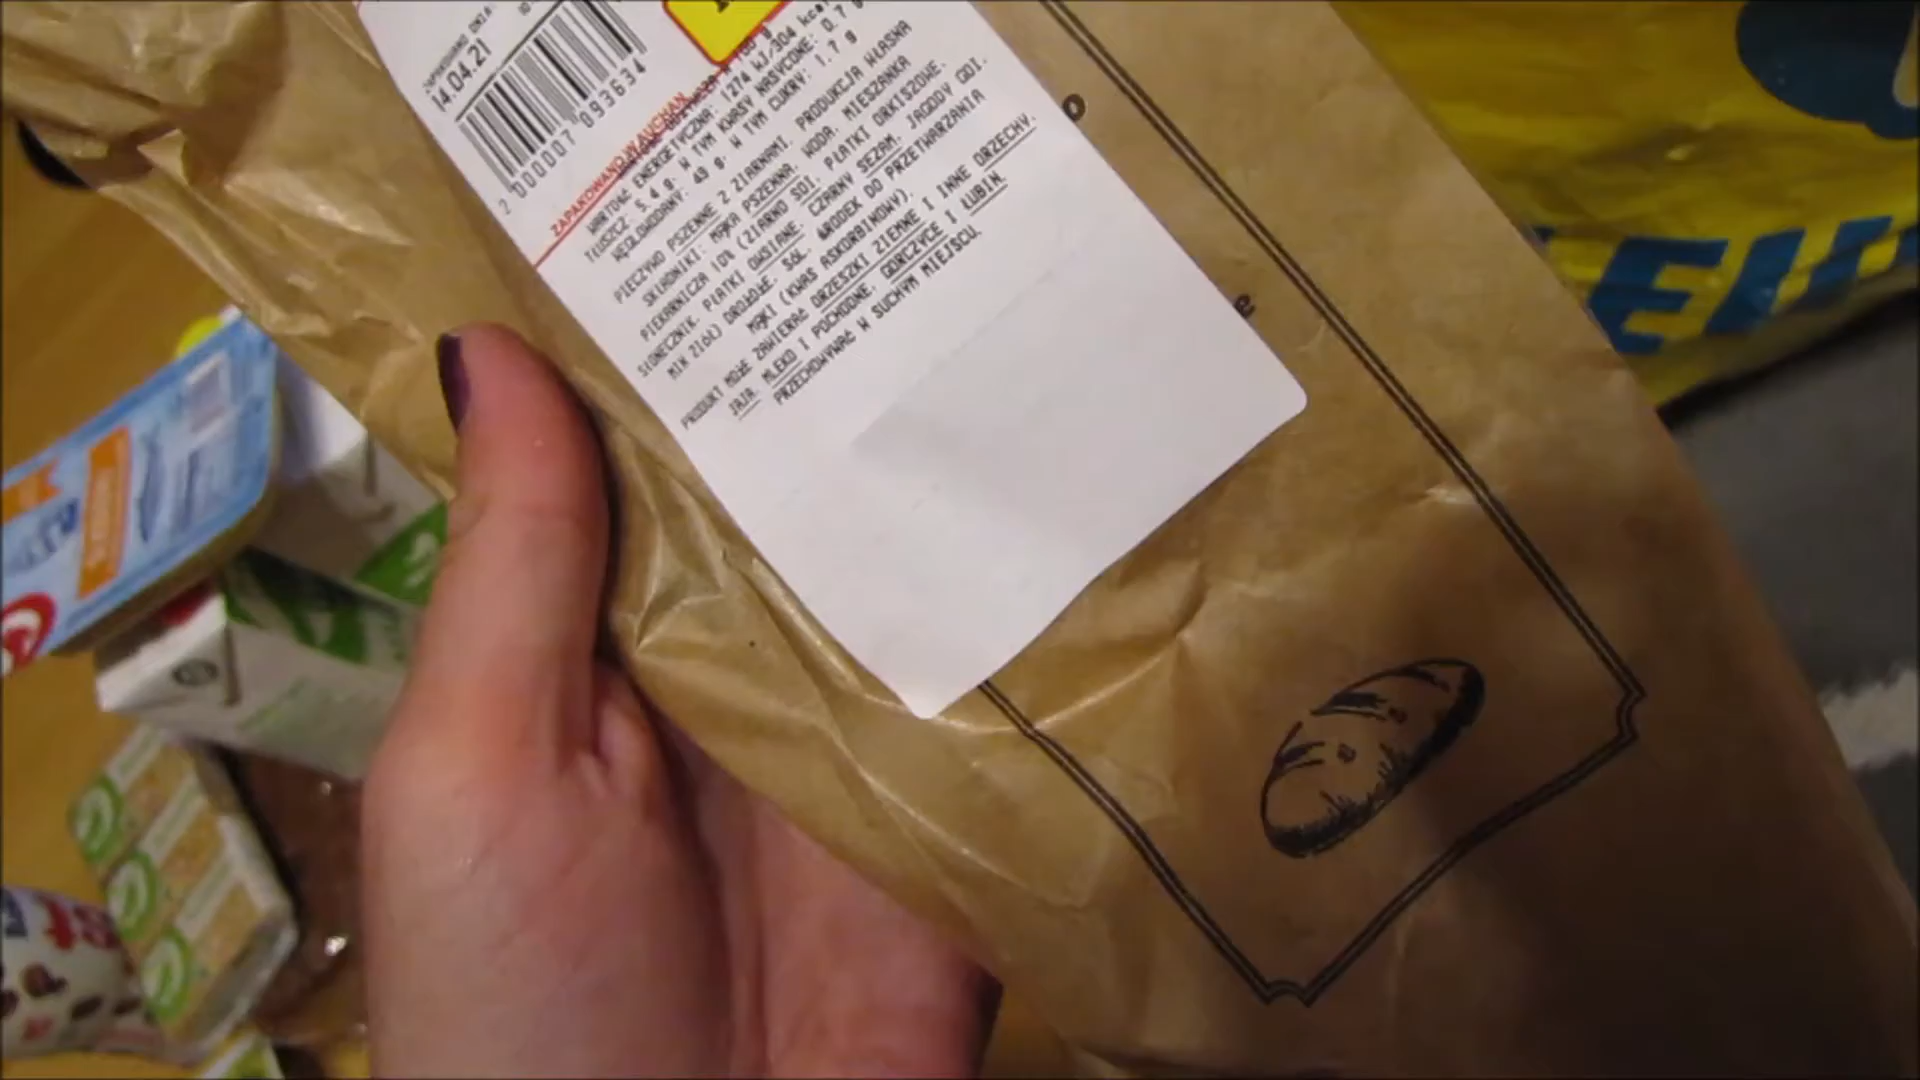 14.04.21
2 000007 093634
ZAPAKOWANO W AUCHAN
WARTOŚĆ ENERGETYCZNA: 1274 kJ/304 kcal
TŁUSZCZ: 5.4 g: W TYM KWASY NASYCONE: 0.7 g
WĘGLOWODANY: 49 g: W TYM CUKRY: 1.7 g
PIECZYWO PSZENNE Z ZIARNAMI. PRODUKCJA WŁASNA
SKŁADNIKI: MĄKA PSZENNA, WODA, MIESZANKA
PIEKARNICZA 10% (ZIARNO SOI, PŁATKI ORKISZOWE,
SŁONECZNIK, PŁATKI OWSIANE, CZARNY SEZAM, JAGODY GOJI,
MIN ZIÓŁ) DROŻDŻE, SÓL, ŚRODEK DO PRZETWARZANIA
MĄKI (KWAS ASKORBINOWY).
PRODUKT MOŻE ZAWIERAĆ ORZESZKI ZIEMNE I INNE ORZECHY,
JAJA, MLEKO I POCHODNE, GORCZYCĘ I ŁUBIN.
PRZECHOWYWAĆ W SUCHYM MIEJSCU.